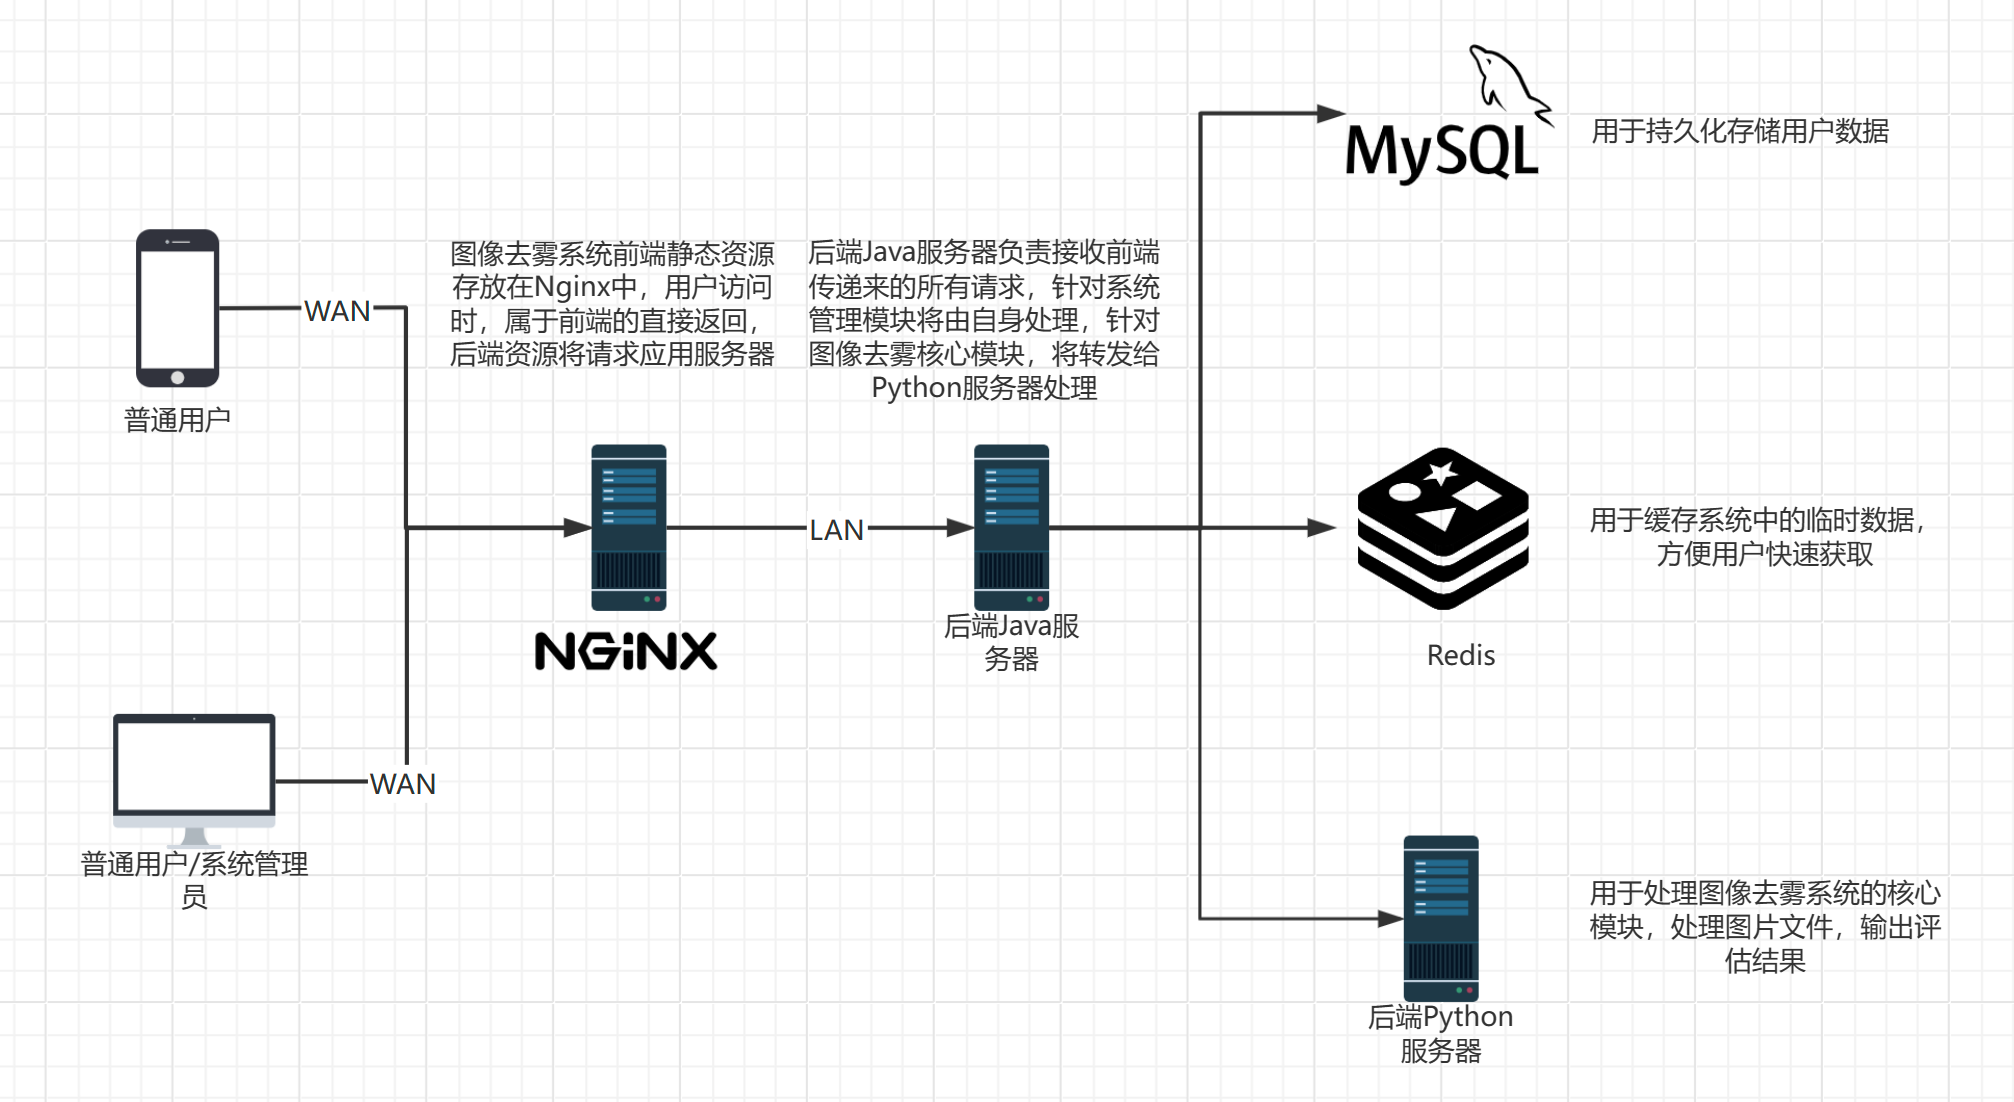 MySQL
用于持久化存储用户数据
图像去雾系统前端静态资源
存放在Nginx中，用户访问
时，属于前端的直接返回，
后端资源将请求应用服务器
后端Java服务器负责接收前端
传递来的所有请求，针对系统
管理模块将由自身处理，针对
图像去雾核心模块，将转发给
Python服务器处理
WAN
普通用户
LAN
用于缓存系统中的临时数据，
方便用户快速获取
NGiNX
后端Java服
务器
Redis
WAN
普通用户/系统管理
员
用于处理图像去雾系统的核心
模块，处理图片文件，输出评
估结果
后端Python
服务器